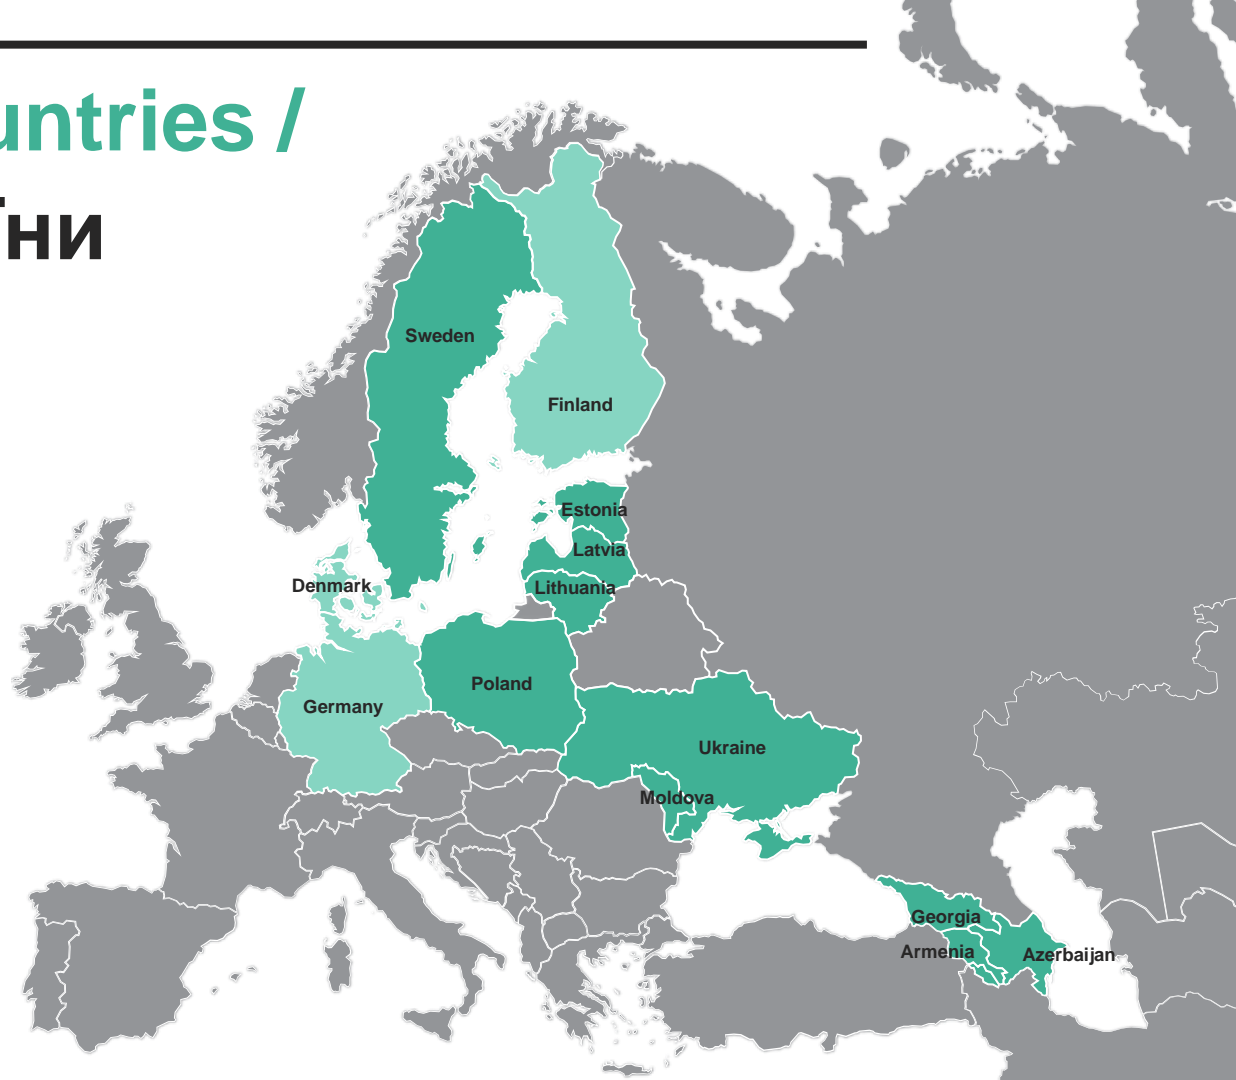 untries /
їни
Sweden
Finland
Estonia
Latvia
Denmark
Lithuania
Poland
Germany
Ukraine
Moldova
Georgia
Armenia
Azerbaijan